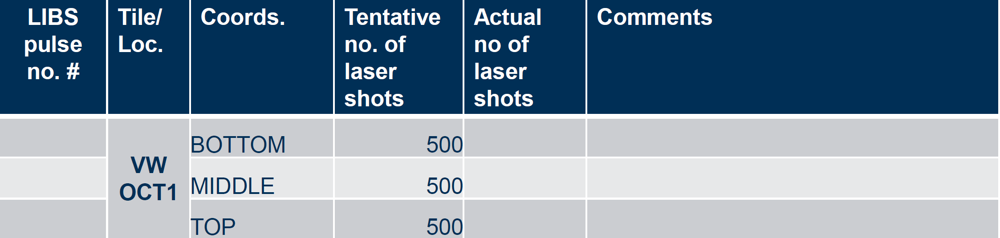 LIBS
pulse
no. #
Tile/
Loc.
Coords.
Tentative
no. of
laser
shots
Actual
no of
laser
shots
Comments
VW
OCT1
BOTTOM
500
MIDDLE
500
TOP
500